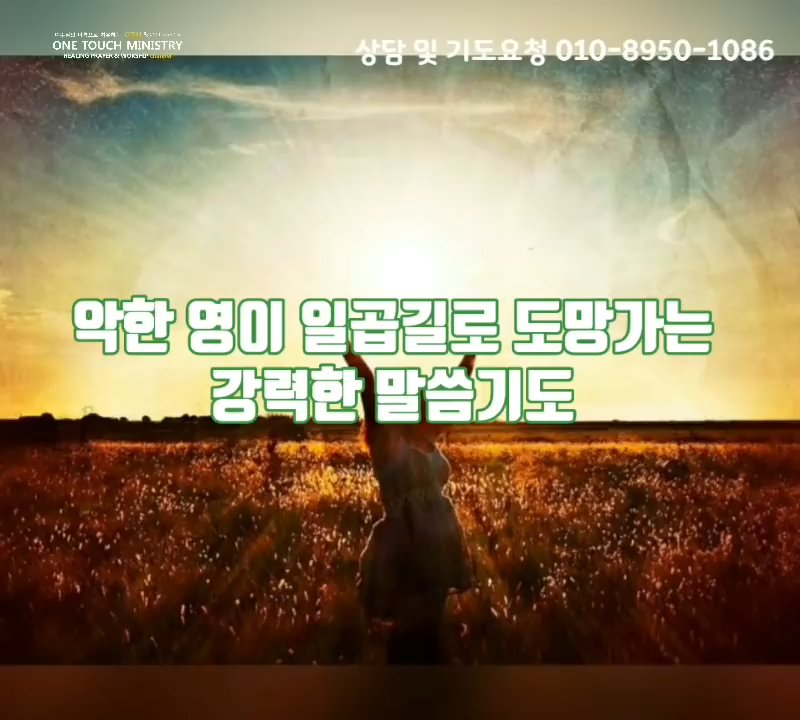 ONE TOUCH MINISTRY
HEALING PRAYER & WORSHIP
상담 및 기도요청 010-8950-1086
악한 영이 일곱길로 도망가는
강력한 말씀기도